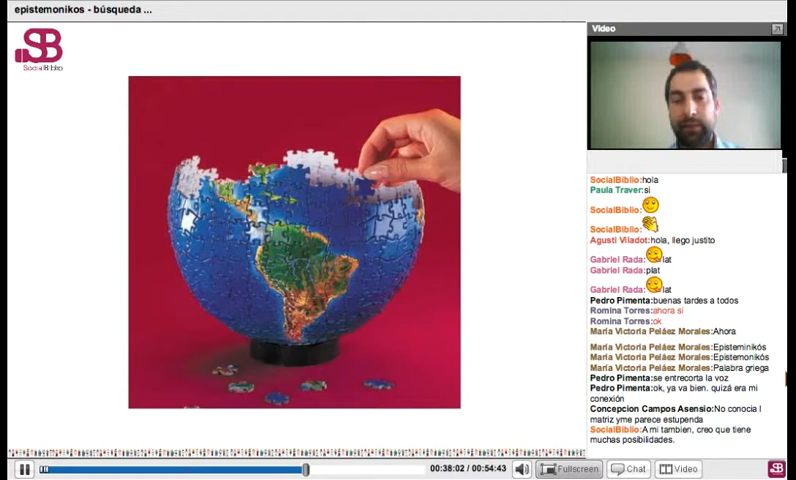 epistemonikos - búsqueda ...
SB
SocialBiblio
Video
SocialBiblio:hola
Paula Traver:si
SocialBiblio:
SocialBiblio:
Agusti Viladot:hola, llego justito
Gabriel Rada: lat
Gabriel Rada:plat
Gabriel Rada: lat
Pedro Pimenta:buenas tardes a todos
Romina Torres:ahora si
Romina Torres:ok
María Victoria Peláez Morales:Ahora
María Victoria Peláez Morales:Episteminikós
María Victoria Peláez Morales:Epistemonikós
María Victoria Peláez Morales:Palabra griega
Pedro Pimenta:se entrecorta la voz
Pedro Pimenta:ok, ya va bien. quizá era mi
conexión
Concepcion Campos Asensio:No conocia l
matriz yme parece estupenda
SocialBiblio:A mi tambien, creo que tiene
muchas posibilidades.
00:38:02 / 00:54:43
Fullscreen
Chat
Video
SB